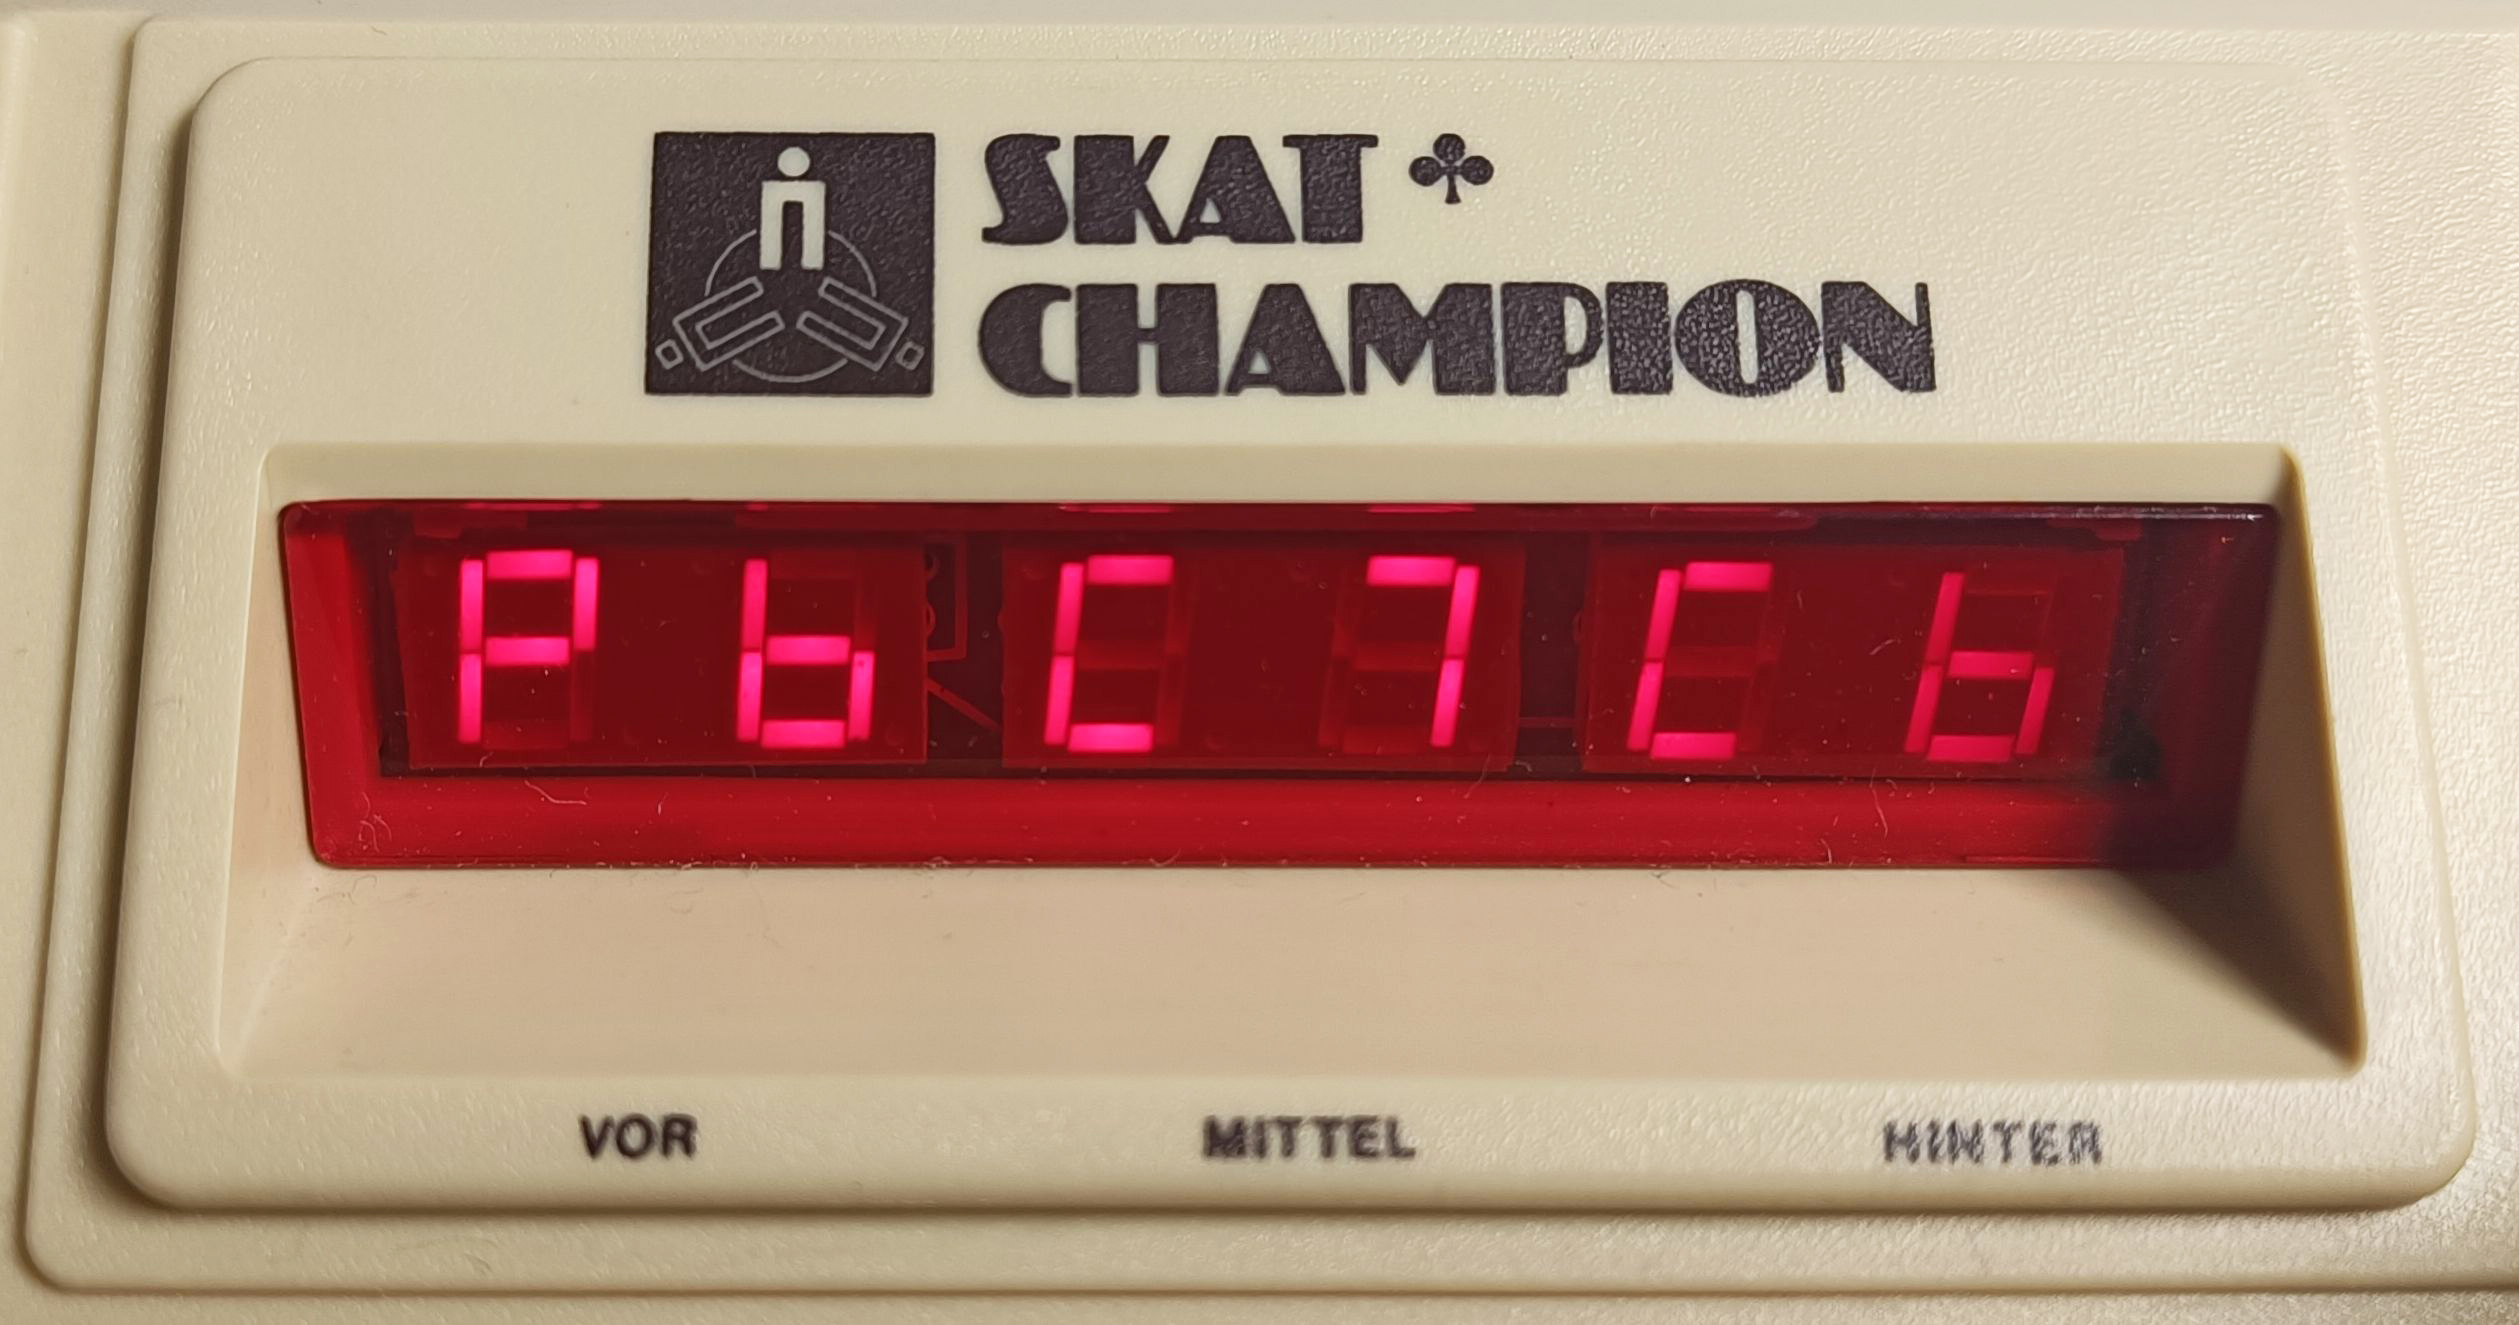 SKAT
CHAMPION
P b C 7 C b
VOR MITTEL HINTER